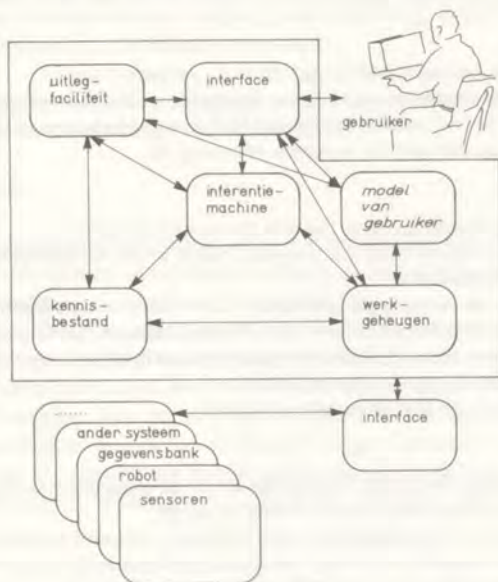 uitleg-
faciliteit
interface
gebruiker
inferentie-
machine
model
van
gebruiker
kennis-
bestand
werk-
geheugen
.......
ander systeem
gegevensbank
robot
sensoren
interface